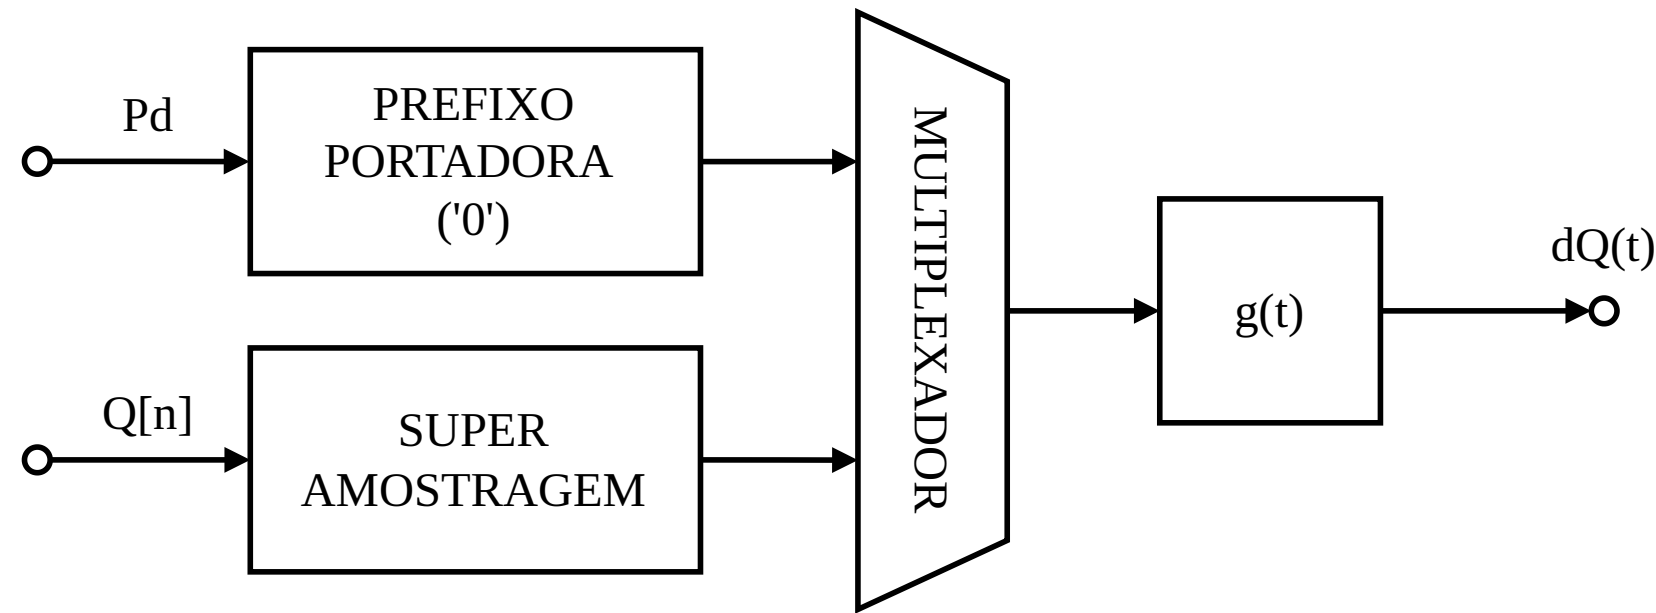 Pd
PREFIXO
PORTADORA
('0')
Q[n]
SUPER
AMOSTRAGEM
MULTIPLEXADOR
g(t)
dQ(t)